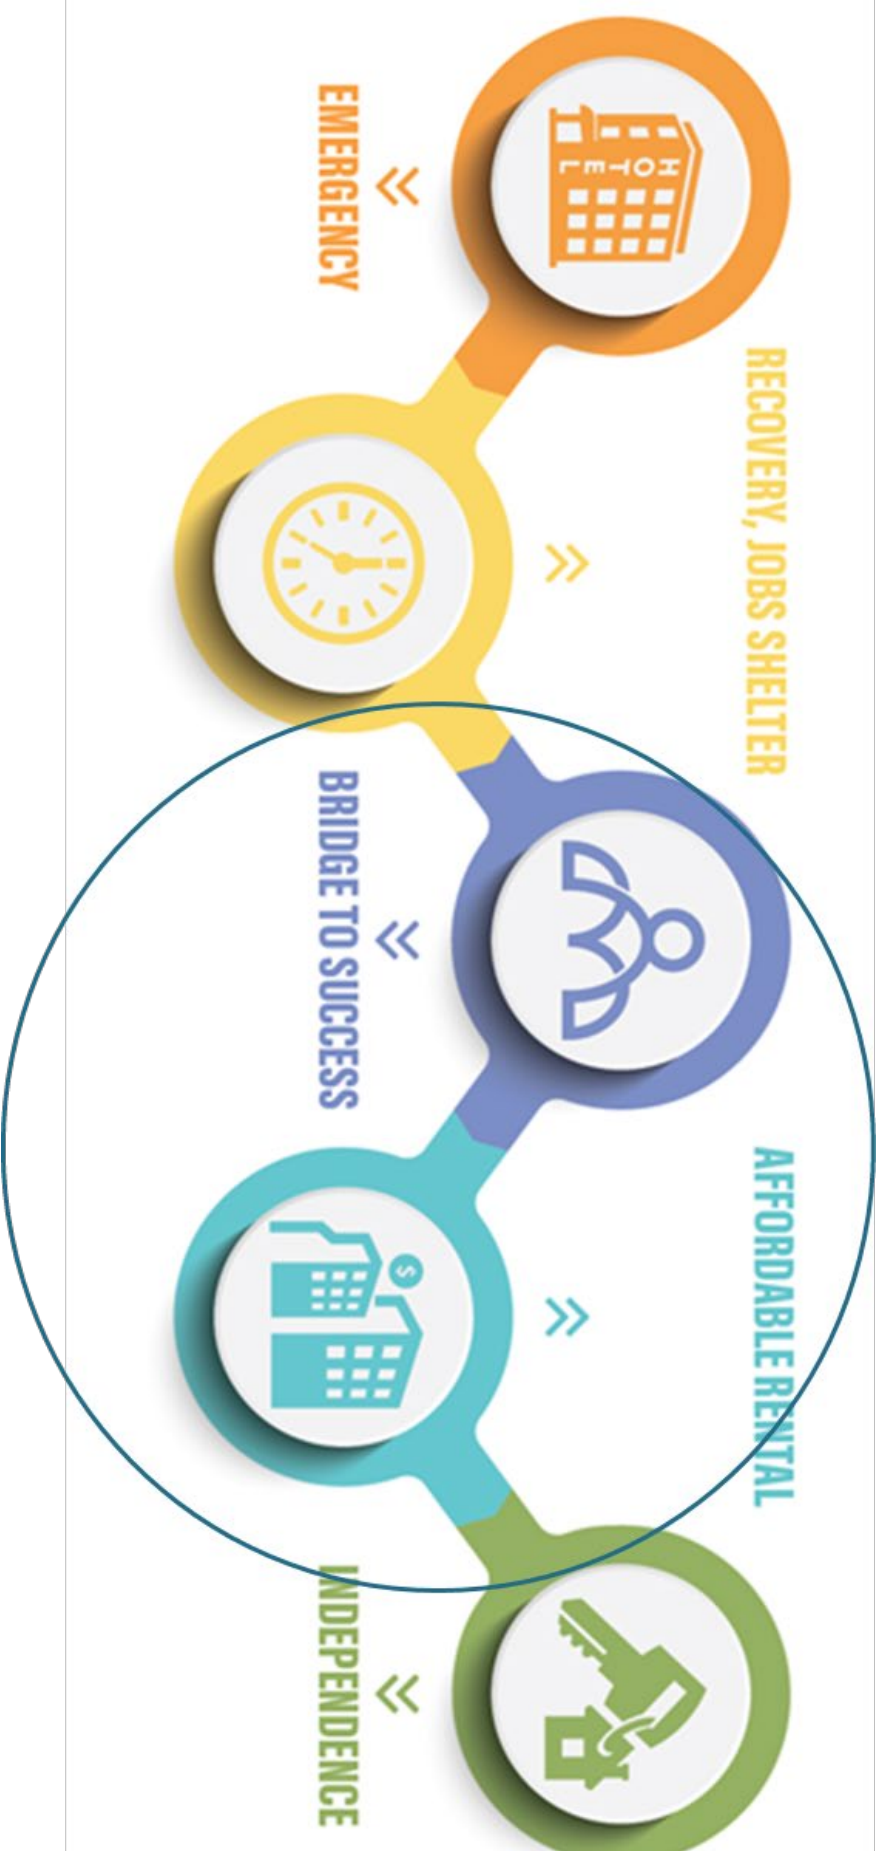 EMERGENCY
HOTEL
RECOVERY, JOBS SHELTER
BRIDGE TO SUCCESS
AFFORDABLE RENTAL
$
INDEPENDENCE